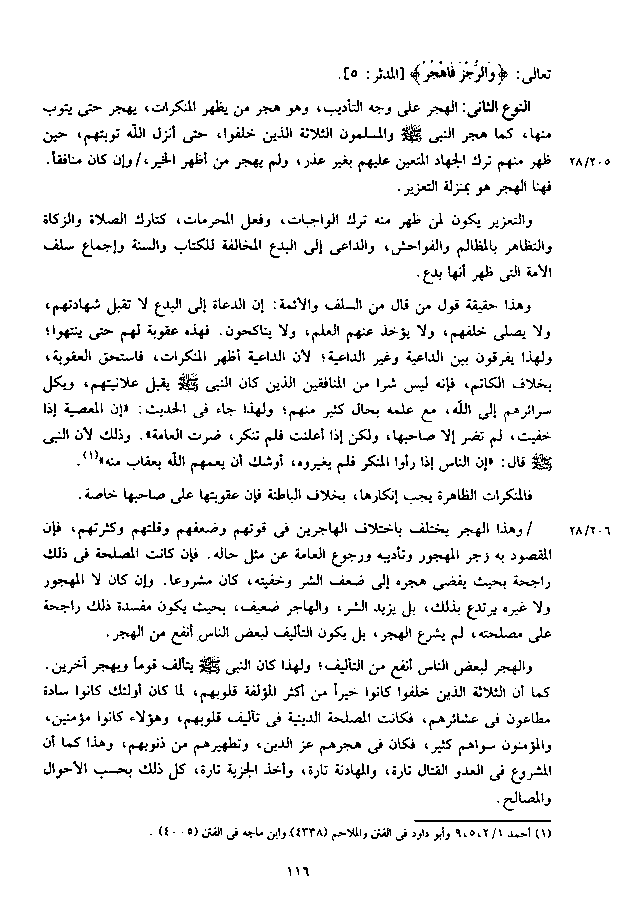 تعالى: ﴿وَالرُّجْزَ فَاهْجُرْ﴾ [المدثر: ٥].
النوع الثانى: الهجر على وجه التأديب، وهو هجر من يظهر المنكرات، يهجر حتى يتوب
منها، كما هجر النبى ﷺ والمسلمون الثلاثة الذين خلفوا، حتى أنزل الله توبتهم، حين
٢٨/٢٠٥ ظهر منهم ترك الجهاد المتعين عليهم بغير عذر، ولم يهجر من أظهر الخير،/ وإن كان منافقاً.
فهنا الهجر هو بمنزلة التعزير.
والتعزير يكون لمن ظهر منه ترك الواجبات، وفعل المحرمات، كتارك الصلاة والزكاة
والتظاهر بالمظالم والفواحش، والداعى إلى البدع المخالفة للكتاب والسنة وإجماع سلف
الأمة التى ظهر أنها بدع.
وهذا حقيقة قول من قال من السلف والأئمة: إن الدعاة إلى البدع لا تقبل شهادتهم،
ولا يصلى خلفهم، ولا يؤخذ عنهم العلم، ولا يناكحون. فهذه عقوبة لهم حتى ينتهوا؛
ولهذا يفرقون بين الداعية وغير الداعية؛ لأن الداعية أظهر المنكرات، فاستحق العقوبة،
بخلاف الكاتم، فإنه ليس شرا من المنافقين الذين كان النبى ﷺ يقبل علانيتهم، ويكل
سرائرهم إلى الله، مع علمه بحال كثير منهم؛ ولهذا جاء فى الحديث: «إن المعصية إذا
خفيت، لم تضر إلا صاحبها، ولكن إذا أعلنت فلم تنكر، ضرت العامة». وذلك لأن النبى
ﷺ قال: «إن الناس إذا رأوا المنكر فلم يغيروه، أوشك أن يعمهم الله بعقاب منه»(١).
فالمنكرات الظاهرة يجب إنكارها، بخلاف الباطنة فإن عقوبتها على صاحبها خاصة.
٢٨/٢٠٦ / وهذا الهجر يختلف باختلاف الهاجرين فى قوتهم وضعفهم وقلتهم وكثرتهم، فإن
المقصود به زجر المهجور وتأديبه ورجوع العامة عن مثل حاله. فإن كانت المصلحة فى ذلك
راجحة بحيث يفضى هجره إلى ضعف الشر وخفيته، كان مشروعا. وإن كان لا المهجور
ولا غيره يرتدع بذلك، بل يزيد الشر، والهاجر ضعيف، بحيث يكون مفسدة ذلك راجحة
على مصلحته، لم يشرع الهجر، بل يكون التأليف لبعض الناس أنفع من الهجر.
والهجر لبعض الناس أنفع من التأليف؛ ولهذا كان النبى ﷺ يتألف قوماً ويهجر آخرين.
كما أن الثلاثة الذين خلفوا كانوا خيراً من أكثر المؤلفة قلوبهم، لما كان أولئك كانوا سادة
مطاعون فى عشائرهم، فكانت المصلحة الدينية فى تأليف قلوبهم، وهؤلاء كانوا مؤمنين،
والمؤمنون سواهم كثير، فكان فى هجرهم عز الدين، وتطهيرهم من ذنوبهم، وهذا كما أن
المشروع فى العدو القتال تارة، والمهادنة تارة، وأخذ الجزية تارة، كل ذلك بحسب الأحوال
والمصالح.
(١) أحمد ١/ ٢، ٥، ٩ وأبو داود فى الفتن والملاحم (٤٣٣٨) وابن ماجه فى الفتن (٤٠٠٥) .
١١٦